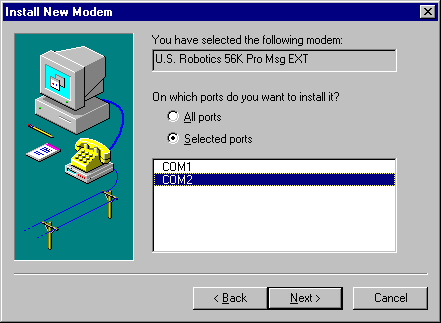 Install New Modem
You have selected the following modem:
U.S. Robotics 56K Pro Msg EXT
On which ports do you want to install it?
All ports
Selected ports
COM1
COM2
< Back Next > Cancel